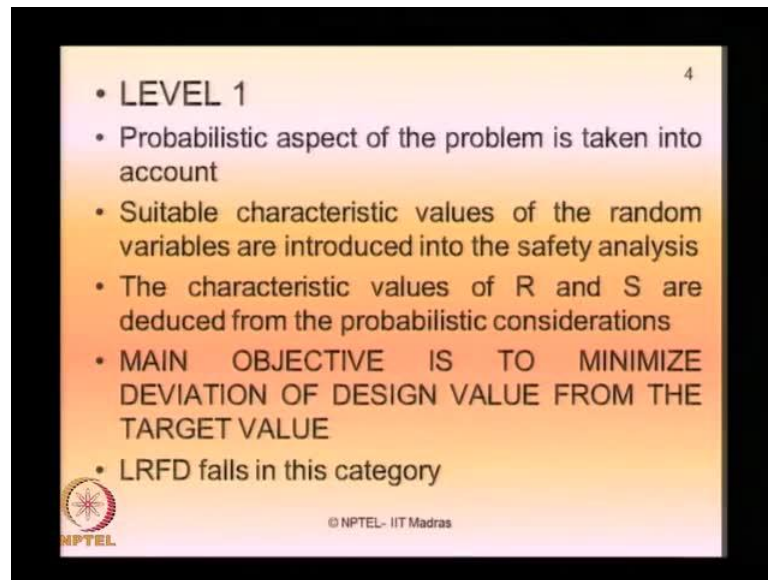 4
• LEVEL 1
• Probabilistic aspect of the problem is taken into
account
• Suitable characteristic values of the random
variables are introduced into the safety analysis
• The characteristic values of R and S are
deduced from the probabilistic considerations
• MAIN OBJECTIVE IS TO MINIMIZE
DEVIATION OF DESIGN VALUE FROM THE
TARGET VALUE
• LRFD falls in this category
© NPTEL- IIT Madras
NPTEL